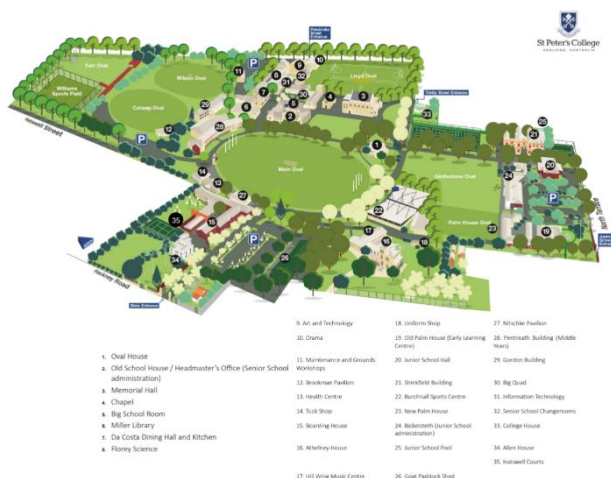 St Peter's College
ADELAIDE, AUSTRALIA
Pembroke
Street
Entrance
Fair Oval
Wilson Oval
Lloyd Oval
Williams
Sports Field
Caterer Oval
Hatswell Street
Main Oval
Gladstones Oval
Palm House Oval
North Terrace
Hackney Road
Main Entrance
1. Oval House
2. Old School House / Headmaster's Office (Senior School
administration)
3. Memorial Hall
4. Chapel
5. Big School Room
6. Miller Library
7. Da Costa Dining Hall and Kitchen
8. Florey Science
9. Art and Technology
10. Drama
11. Maintenance and Grounds
Workshops
12. Brookman Pavilion
13. Health Centre
14. Tuck Shop
15. Boarding House
16. Athelney House
17. Hill Wing Music Centre
18. Uniform Shop
19. Old Palm House (Early Learning
Centre)
20. Junior School Hall
21. Shinkfield Building
22. Burchnall Sports Centre
23. New Palm House
24. Bickersteth (Junior School
administration)
25. Junior School Pool
26. Goat Paddock Shed
27. Nitschke Pavilion
28. Pentreath Building (Middle
Years)
29. Gordon Building
30. Big Quad
31. Information Technology
32. Senior School Changerooms
33. College House
34. Allen House
35. Hatswell Courts